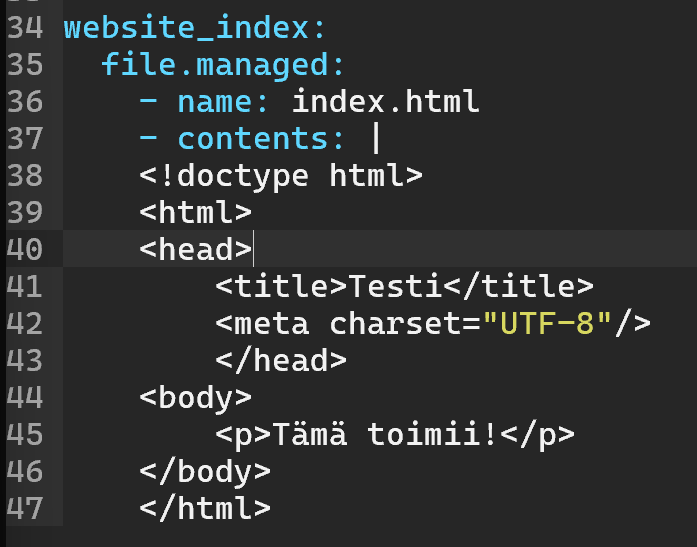 34 website_index:
35   file.managed:
36     - name: index.html
37     - contents: |
38     <!doctype html>
39     <html>
40     <head>
41         <title>Testi</title>
42         <meta charset="UTF-8"/>
43         </head>
44     <body>
45         <p>Tämä toimii!</p>
46     </body>
47     </html>